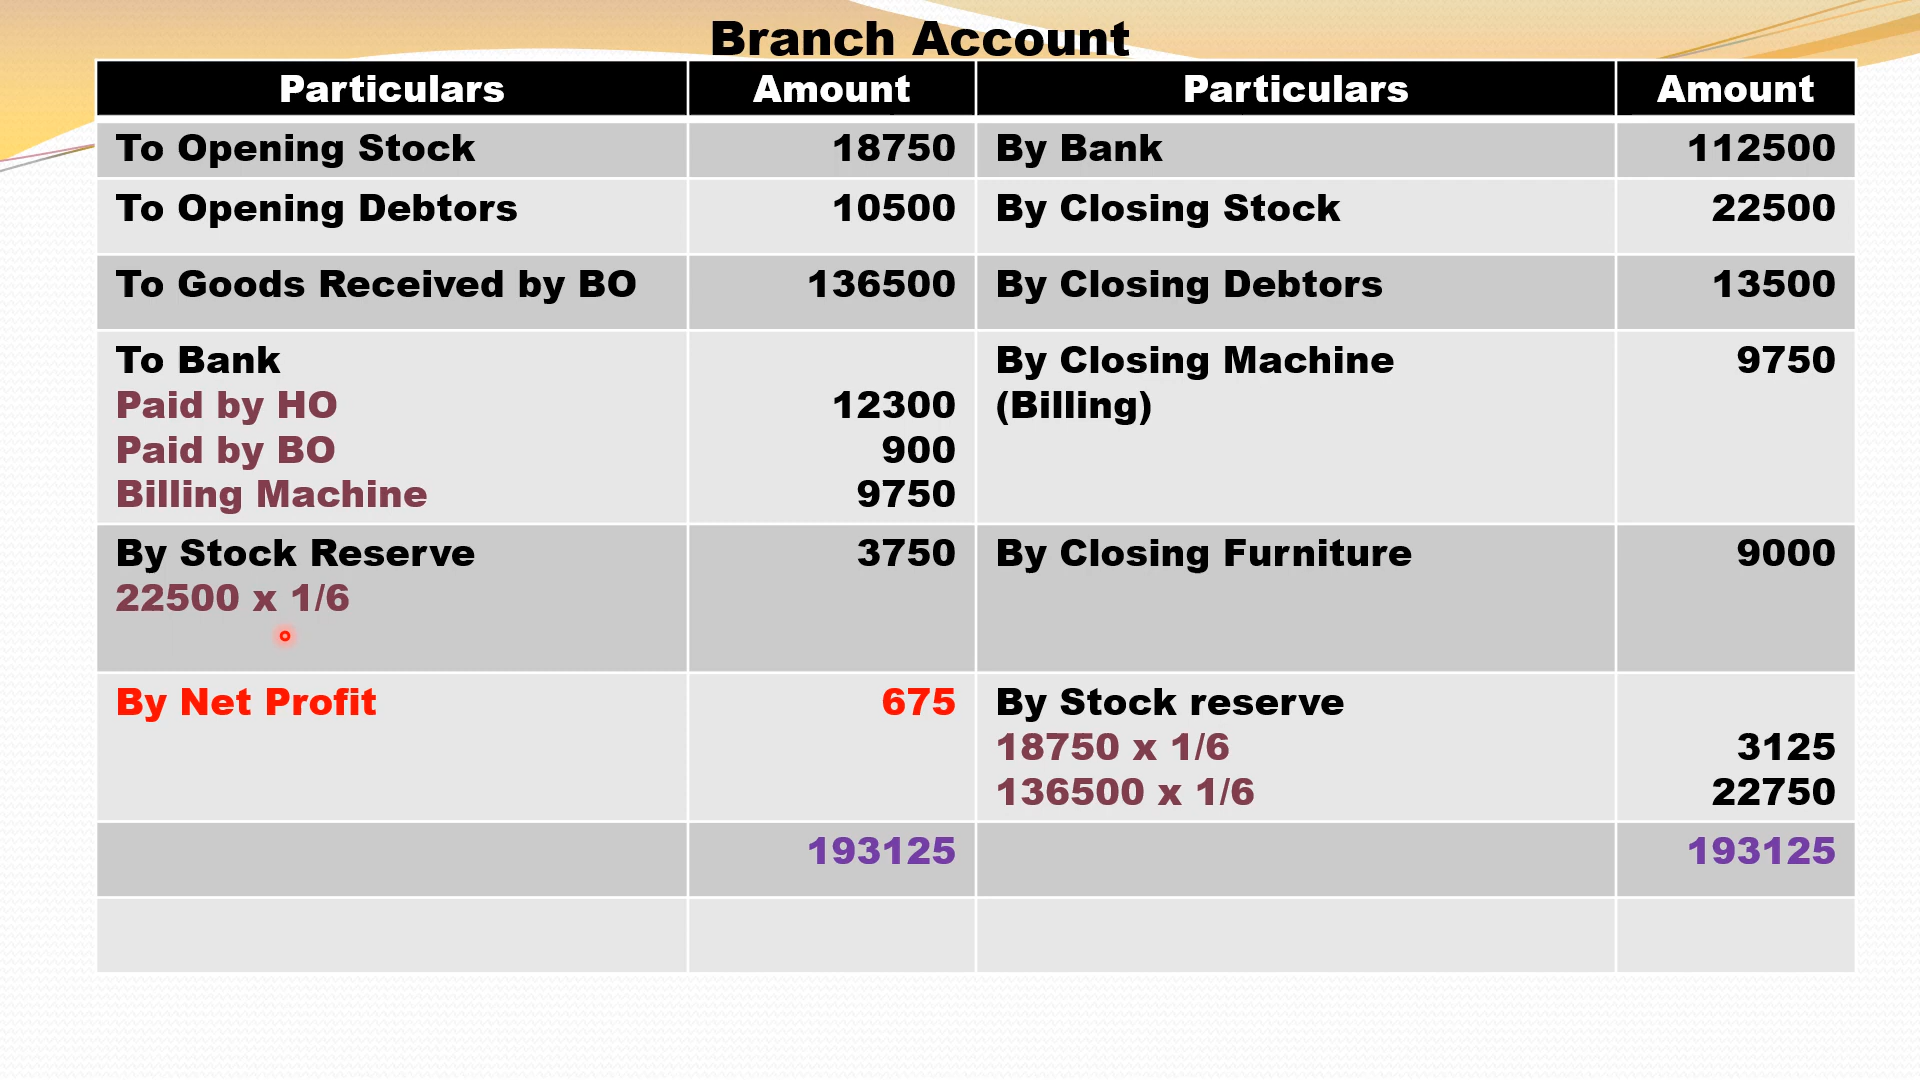 Branch Account
Particulars Amount Particulars Amount
To Opening Stock 18750 By Bank 112500
To Opening Debtors 10500 By Closing Stock 22500
To Goods Received by BO 136500 By Closing Debtors 13500
To Bank By Closing Machine 9750
Paid by HO 12300 (Billing)
Paid by BO 900
Billing Machine 9750
By Stock Reserve 3750 By Closing Furniture 9000
22500 x 1/6
By Net Profit 675 By Stock reserve
18750 x 1/6 3125
136500 x 1/6 22750
193125 193125